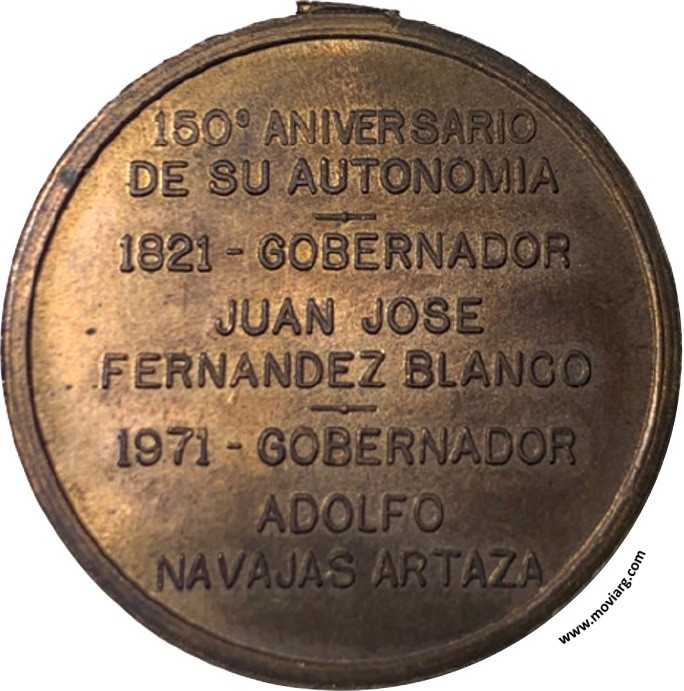 150º ANIVERSARIO
DE SU AUTONOMIA
1821 - GOBERNADOR
JUAN JOSE
FERNANDEZ BLANCO
1971 - GOBERNADOR
ADOLFO
NAVAJAS ARTAZA
www.moviarg.com